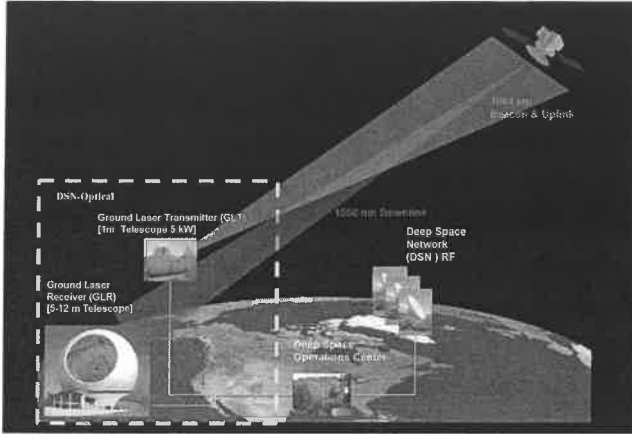 Beacon & Uplink
DSN-Optical
Ground Laser Transmitter (GLT)
[1m Telescope 5 kW]
1550 nm Downlink
Deep Space
Network
(DSN ) RF
Ground Laser
Receiver (GLR)
[5-12 m Telescope]
Deep Space
Operations Center